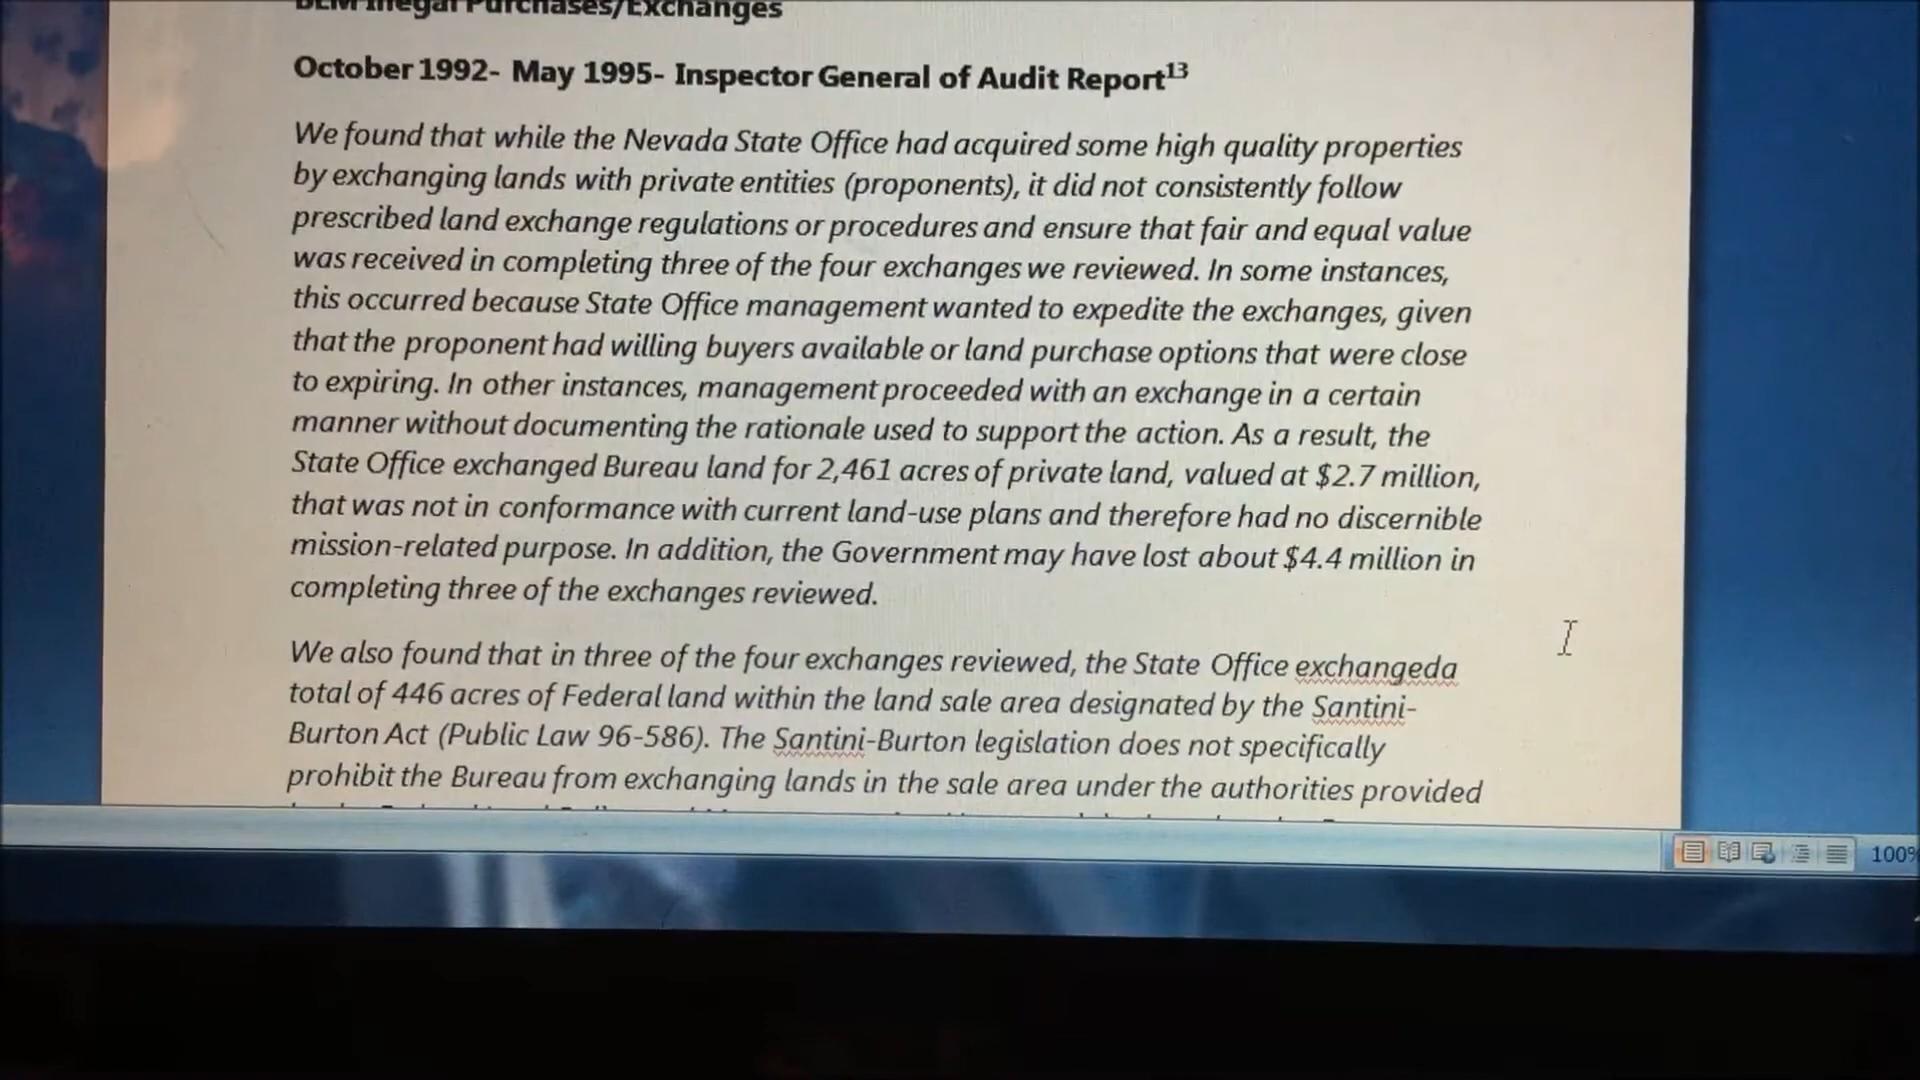 BLM Illegal Purchases/Exchanges
October 1992- May 1995- Inspector General of Audit Report13
We found that while the Nevada State Office had acquired some high quality properties
by exchanging lands with private entities (proponents), it did not consistently follow
prescribed land exchange regulations or procedures and ensure that fair and equal value
was received in completing three of the four exchanges we reviewed. In some instances,
this occurred because State Office management wanted to expedite the exchanges, given
that the proponent had willing buyers available or land purchase options that were close
to expiring. In other instances, management proceeded with an exchange in a certain
manner without documenting the rationale used to support the action. As a result, the
State Office exchanged Bureau land for 2,461 acres of private land, valued at $2.7 million,
that was not in conformance with current land-use plans and therefore had no discernible
mission-related purpose. In addition, the Government may have lost about $4.4 million in
completing three of the exchanges reviewed.
We also found that in three of the four exchanges reviewed, the State Office exchangeda
total of 446 acres of Federal land within the land sale area designated by the Santini-
Burton Act (Public Law 96-586). The Santini-Burton legislation does not specifically
prohibit the Bureau from exchanging lands in the sale area under the authorities provided
100%